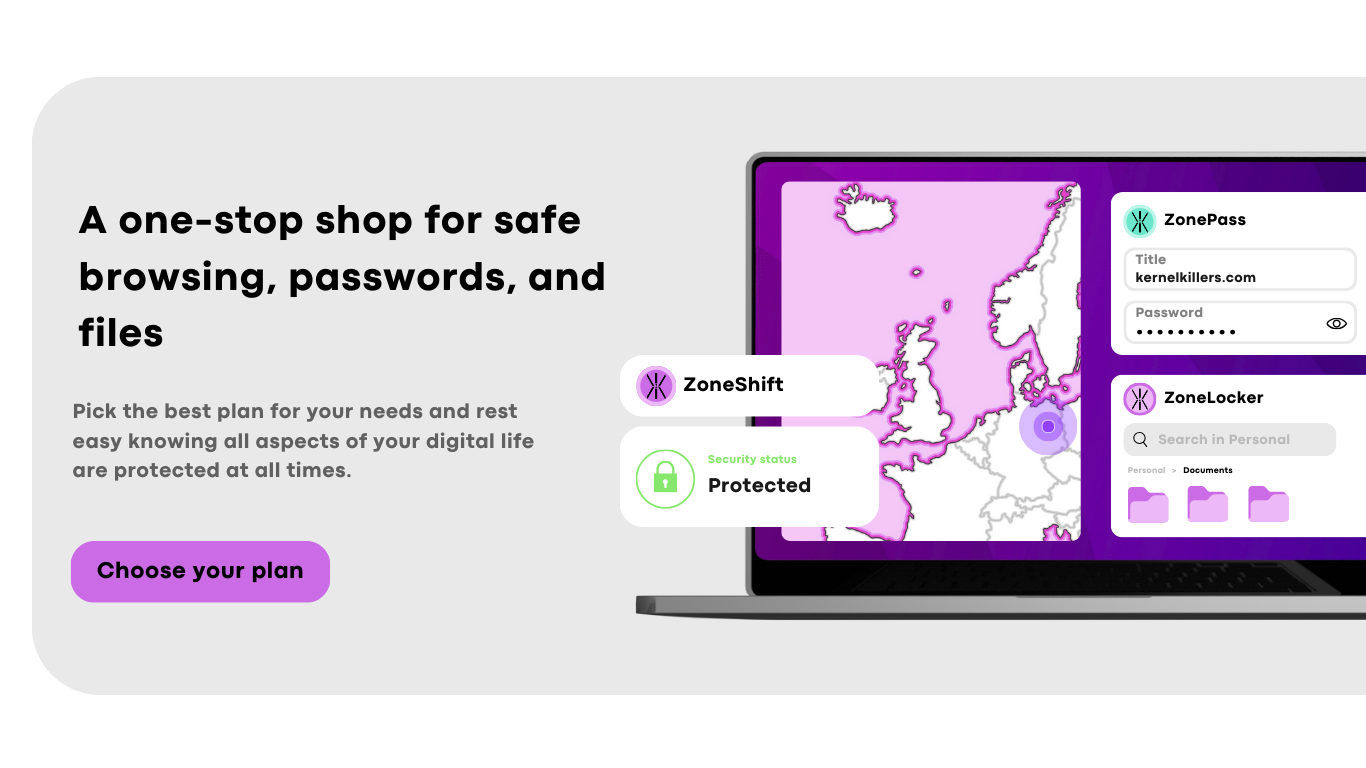 A one-stop shop for safe
browsing, passwords, and
files
Pick the best plan for your needs and rest
easy knowing all aspects of your digital life
are protected at all times.
Choose your plan
ZoneShift
Security status
Protected
ZonePass
Title
kernelkillers.com
Password
••••••••••
ZoneLocker
Search in Personal
Personal > Documents